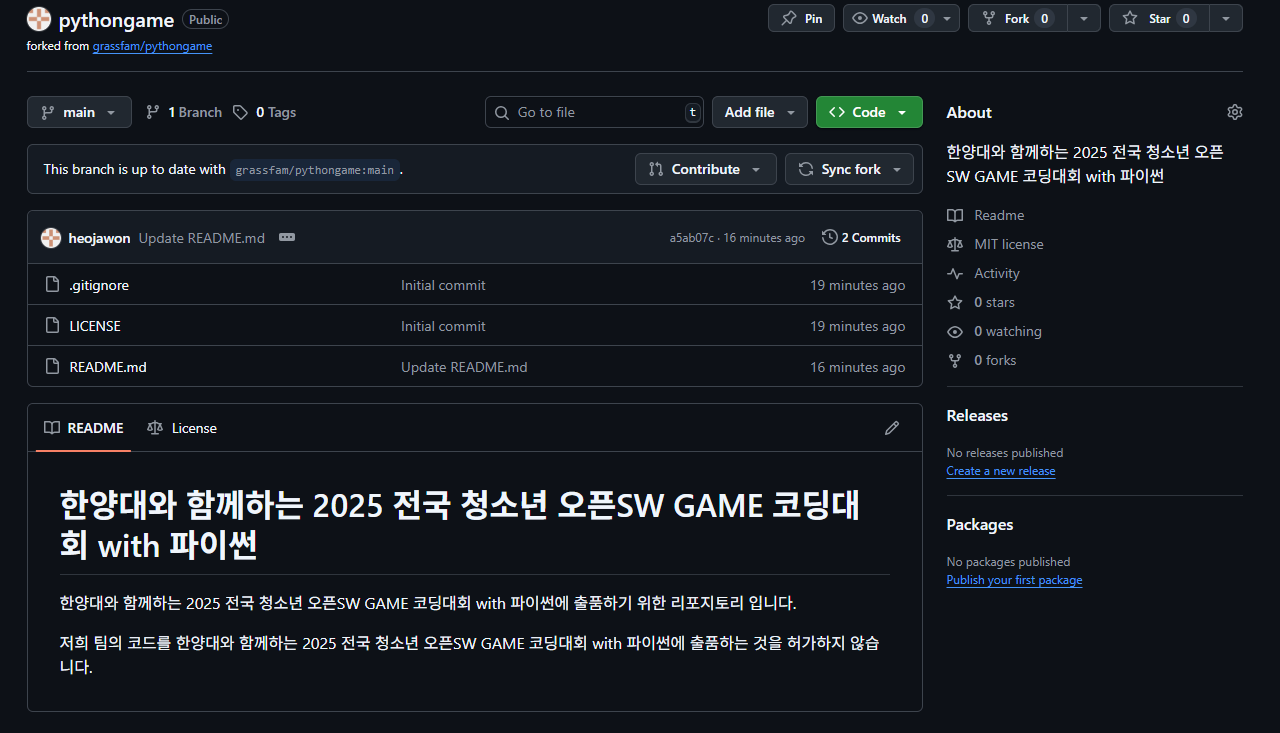 pythongame Public Pin Watch 0 Fork 0 Star 0
forked from grassfam/pythongame
main 1 Branch 0 Tags Go to file t Add file Code
This branch is up to date with grassfam/pythongame:main. Contribute Sync fork
heojawon Update README.md a5ab07c · 16 minutes ago 2 Commits
.gitignore Initial commit 19 minutes ago
LICENSE Initial commit 19 minutes ago
README.md Update README.md 16 minutes ago
README License
한양대와 함께하는 2025 전국 청소년 오픈SW GAME 코딩대
회 with 파이썬
한양대와 함께하는 2025 전국 청소년 오픈SW GAME 코딩대회 with 파이썬에 출품하기 위한 리포지토리 입니다.
저희 팀의 코드를 한양대와 함께하는 2025 전국 청소년 오픈SW GAME 코딩대회 with 파이썬에 출품하는 것을 허가하지 않습
니다.
About
한양대와 함께하는 2025 전국 청소년 오픈
SW GAME 코딩대회 with 파이썬
Readme
MIT license
Activity
0 stars
0 watching
0 forks
Releases
No releases published
Create a new release
Packages
No packages published
Publish your first package